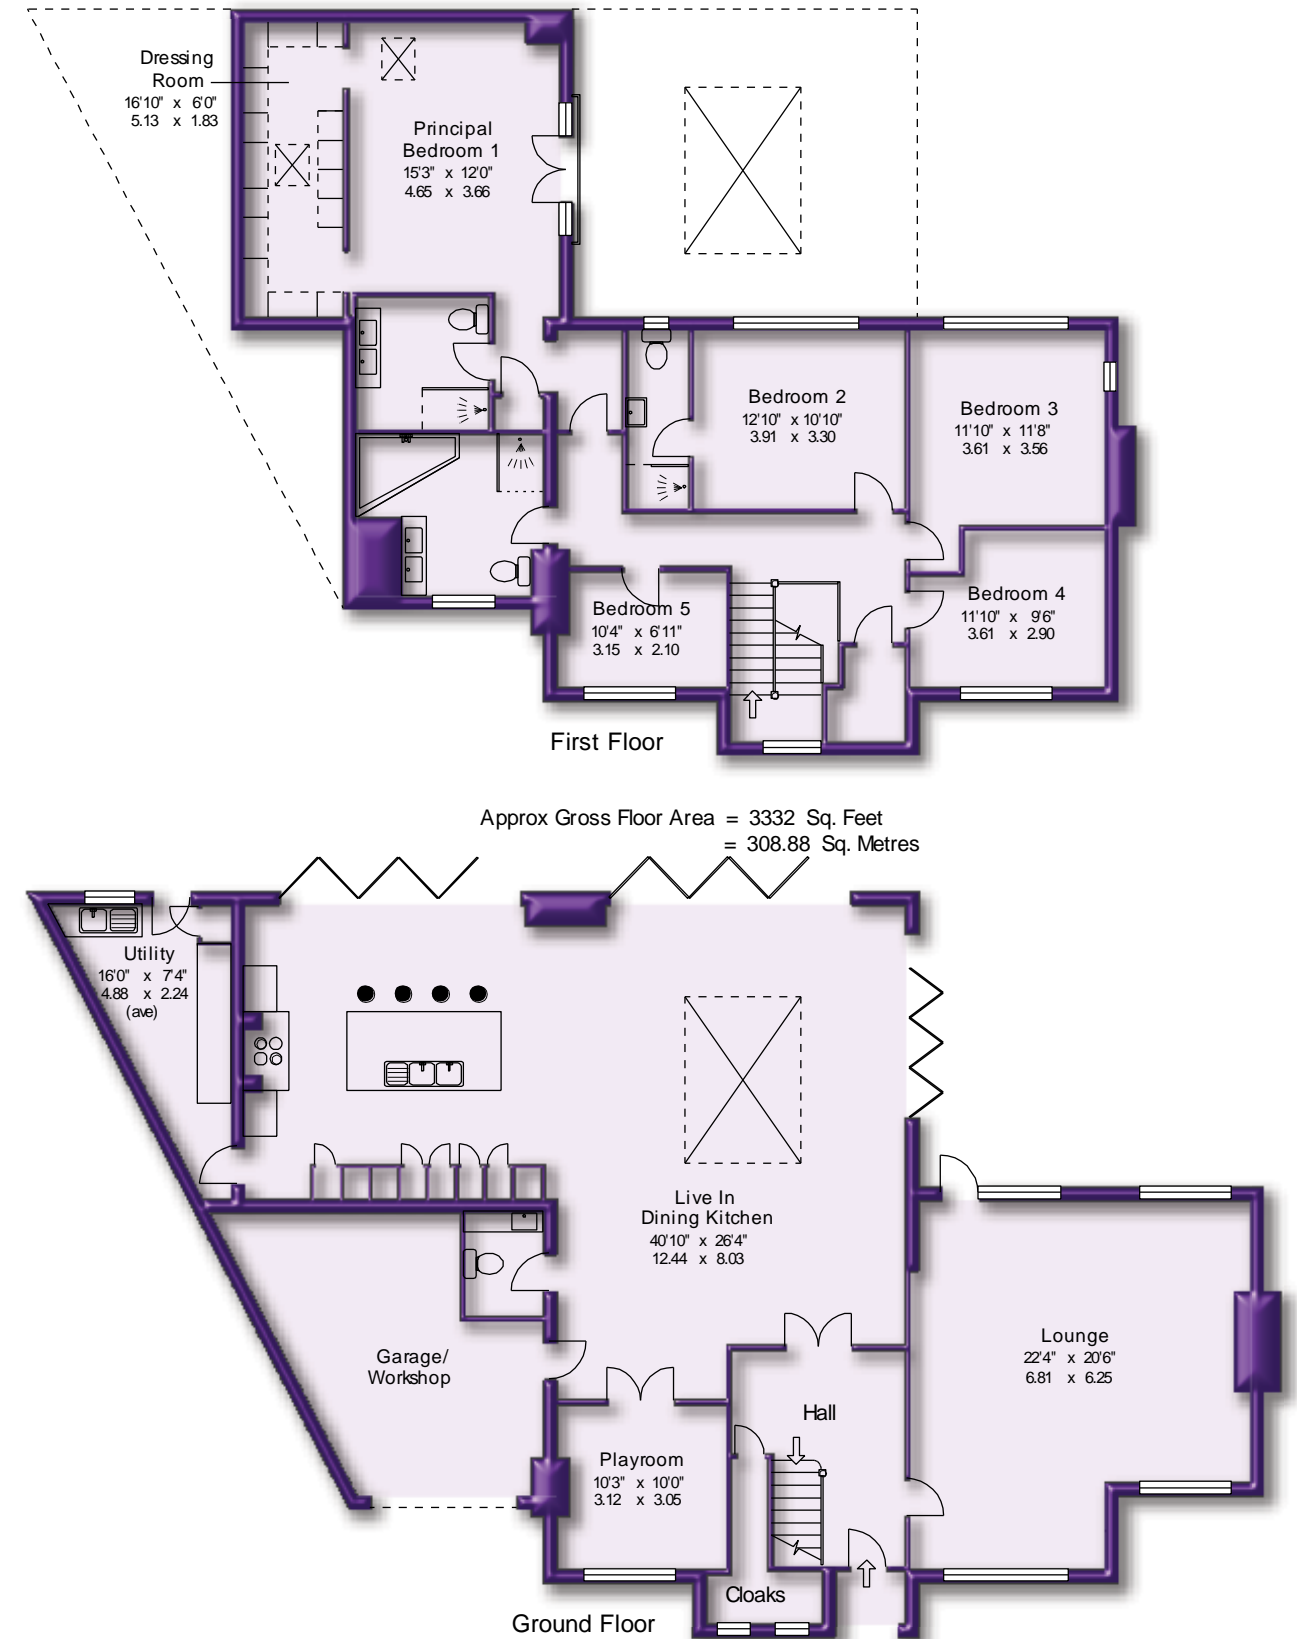 Dressing
Room
16'10" x 6'0"
5.13 x 1.83
Principal
Bedroom 1
15'3" x 12'0"
4.65 x 3.66
Bedroom 2
12'10" x 10'10"
3.91 x 3.30
Bedroom 3
11'10" x 11'8"
3.61 x 3.56
Bedroom 4
11'10" x 9'6"
3.61 x 2.90
Bedroom 5
10'4" x 6'11"
3.15 x 2.10
First Floor
Approx Gross Floor Area = 3332 Sq. Feet
= 308.88 Sq. Metres
Utility
16'0" x 7'4"
4.88 x 2.24
(ave)
Live In
Dining Kitchen
40'10" x 26'4"
12.44 x 8.03
Lounge
22'4" x 20'6"
6.81 x 6.25
Garage/
Workshop
Hall
Playroom
10'3" x 10'0"
3.12 x 3.05
Cloaks
Ground Floor